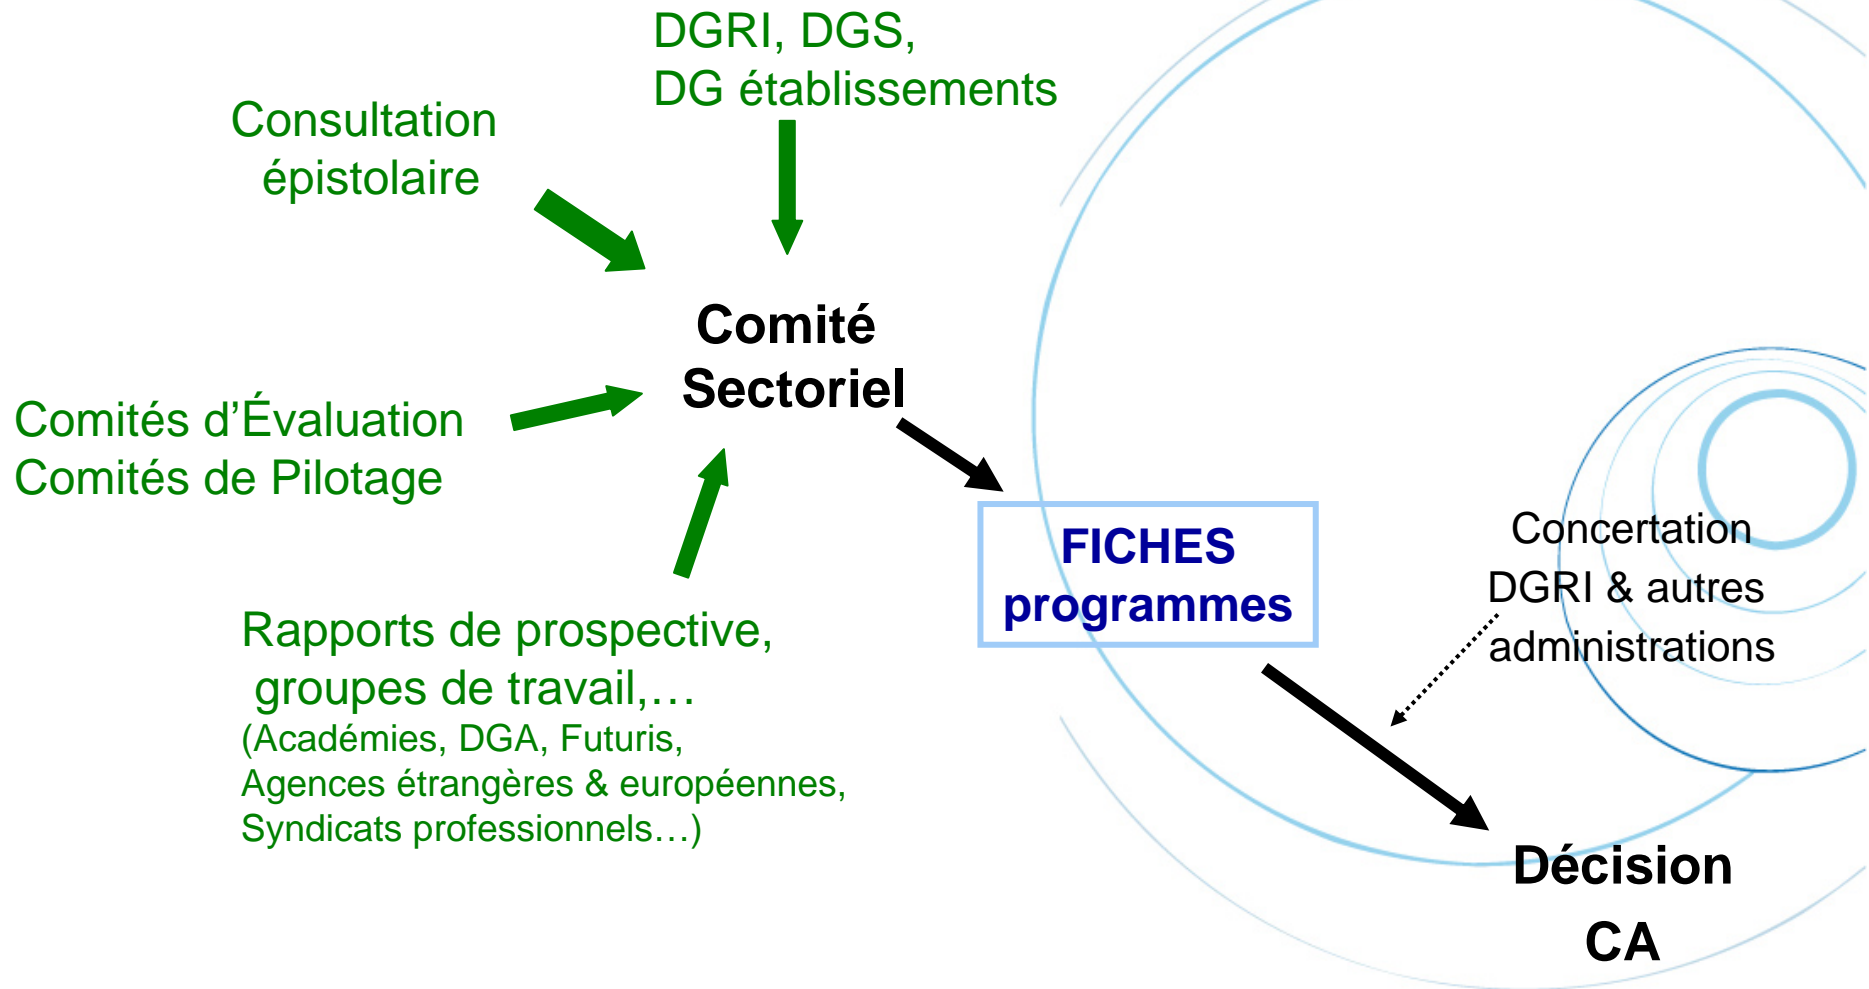 DGRI, DGS,
DG établissements
Consultation
épistolaire
Comité
Sectoriel
Comités d’Évaluation
Comités de Pilotage
Rapports de prospective,
groupes de travail,…
(Académies, DGA, Futuris,
Agences étrangères & européennes,
Syndicats professionnels…)
FICHES
programmes
Concertation
DGRI & autres
administrations
Décision
CA